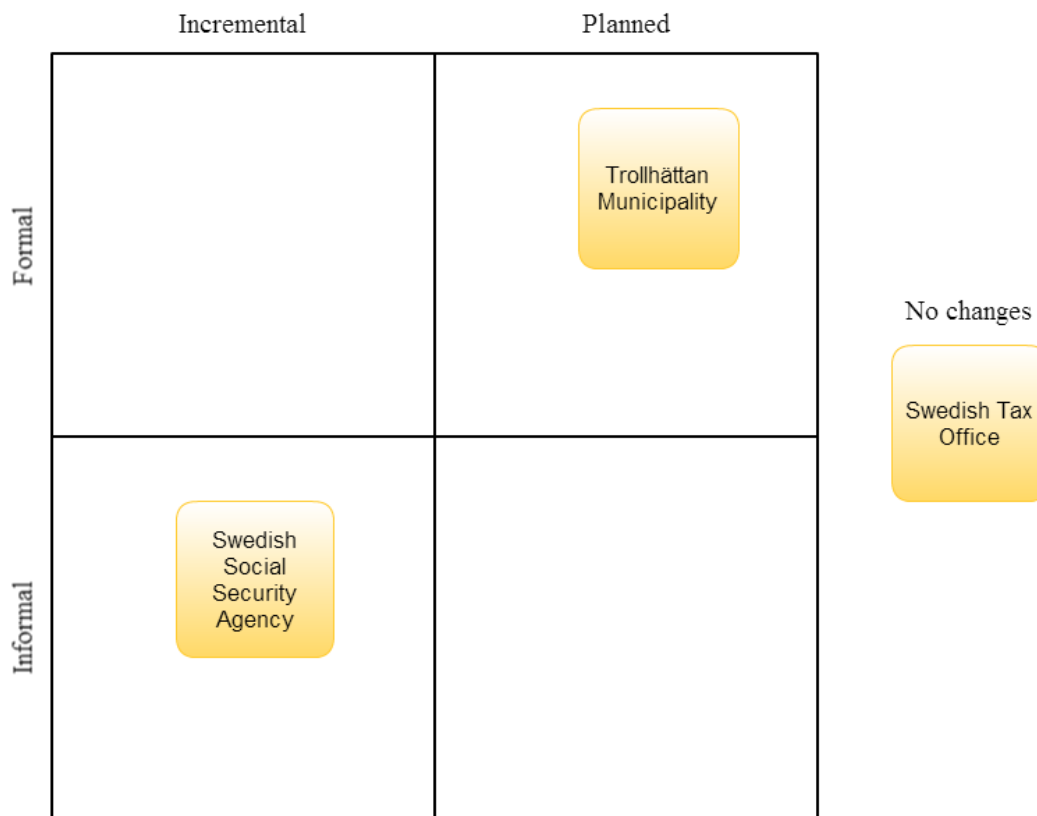 Incremental
Planned
Formal
Trollhättan
Municipality
No changes
Swedish Tax
Office
Informal
Swedish
Social
Security
Agency